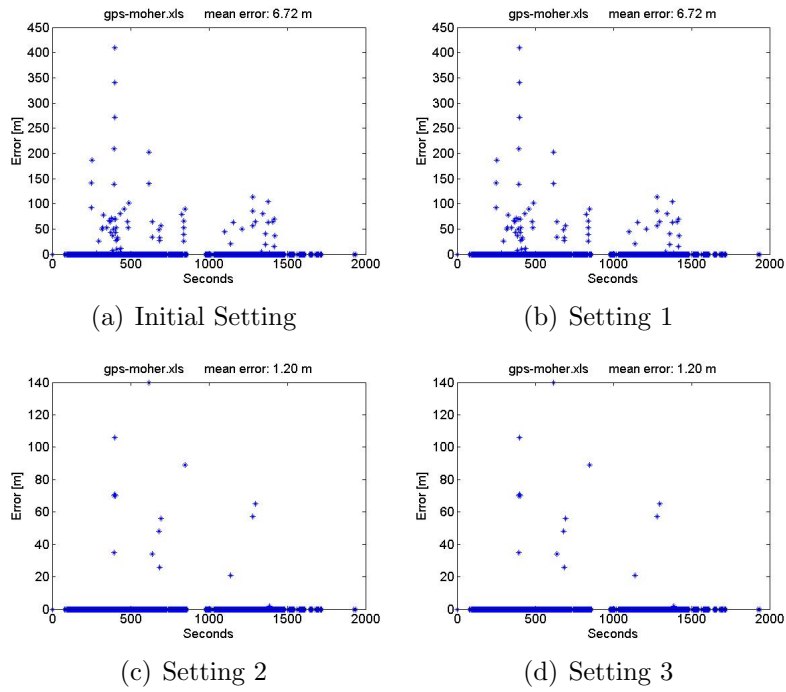 gps-moher.xls mean error: 6.72 m
450
400
350
300
250
200
150
100
50
0
Error [m]
0 500 1000 1500 2000
Seconds
(a) Initial Setting
gps-moher.xls mean error: 6.72 m
450
400
350
300
250
200
150
100
50
0
Error [m]
0 500 1000 1500 2000
Seconds
(b) Setting 1
gps-moher.xls mean error: 1.20 m
140
120
100
80
60
40
20
0
Error [m]
0 500 1000 1500 2000
Seconds
(c) Setting 2
gps-moher.xls mean error: 1.20 m
140
120
100
80
60
40
20
0
Error [m]
0 500 1000 1500 2000
Seconds
(d) Setting 3